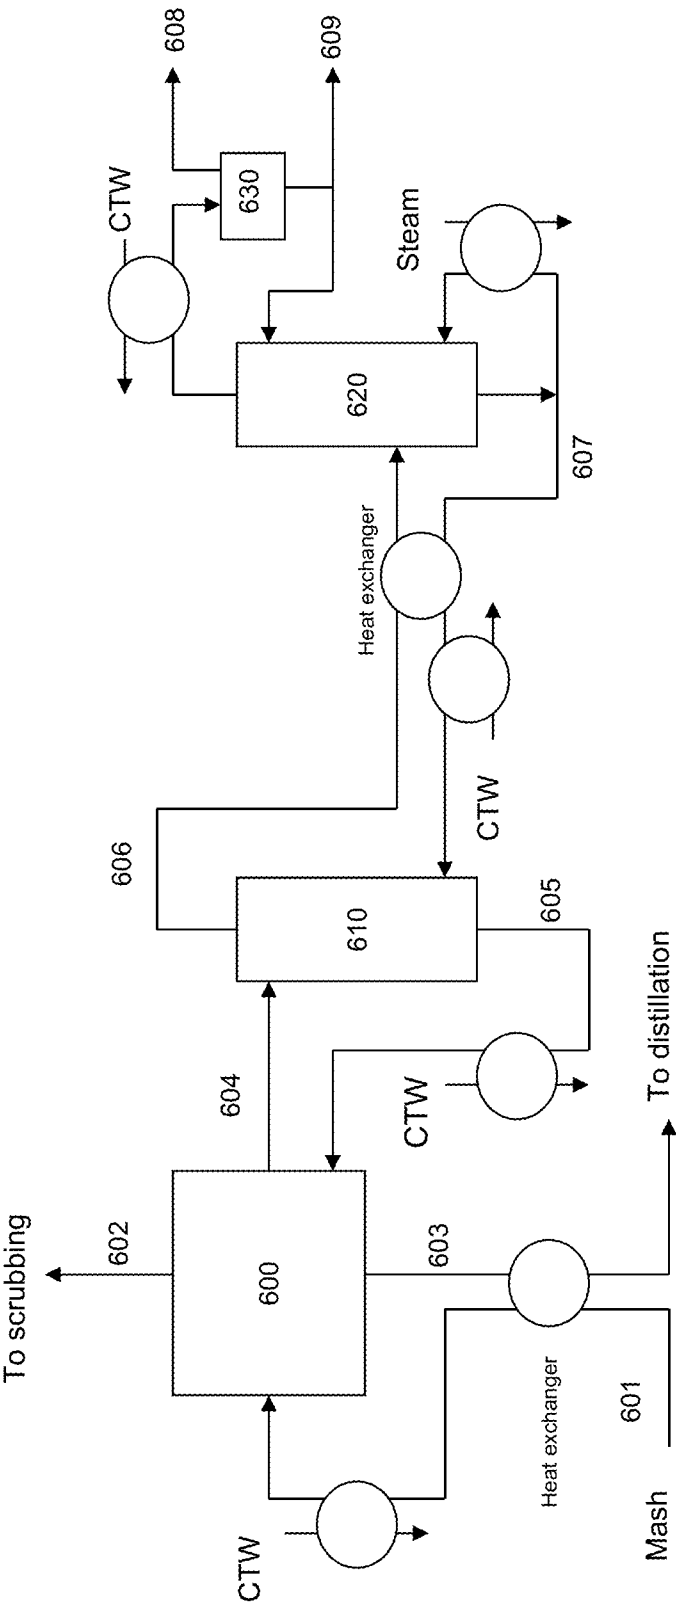 To scrubbing
602
CTW
600
Heat exchanger
Mash
601
603
To distillation
604
CTW
605
610
606
CTW
Heat exchanger
607
620
Steam
CTW
630
608
609